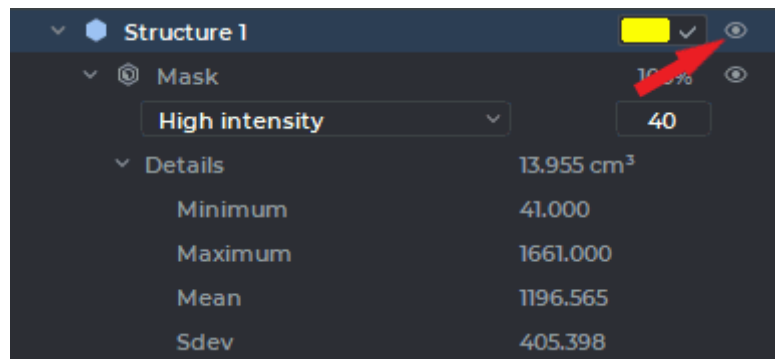 Structure 1
Mask 100%
High intensity 40
Details 13.955 cm³
Minimum 41.000
Maximum 1661.000
Mean 1196.565
Sdev 405.398